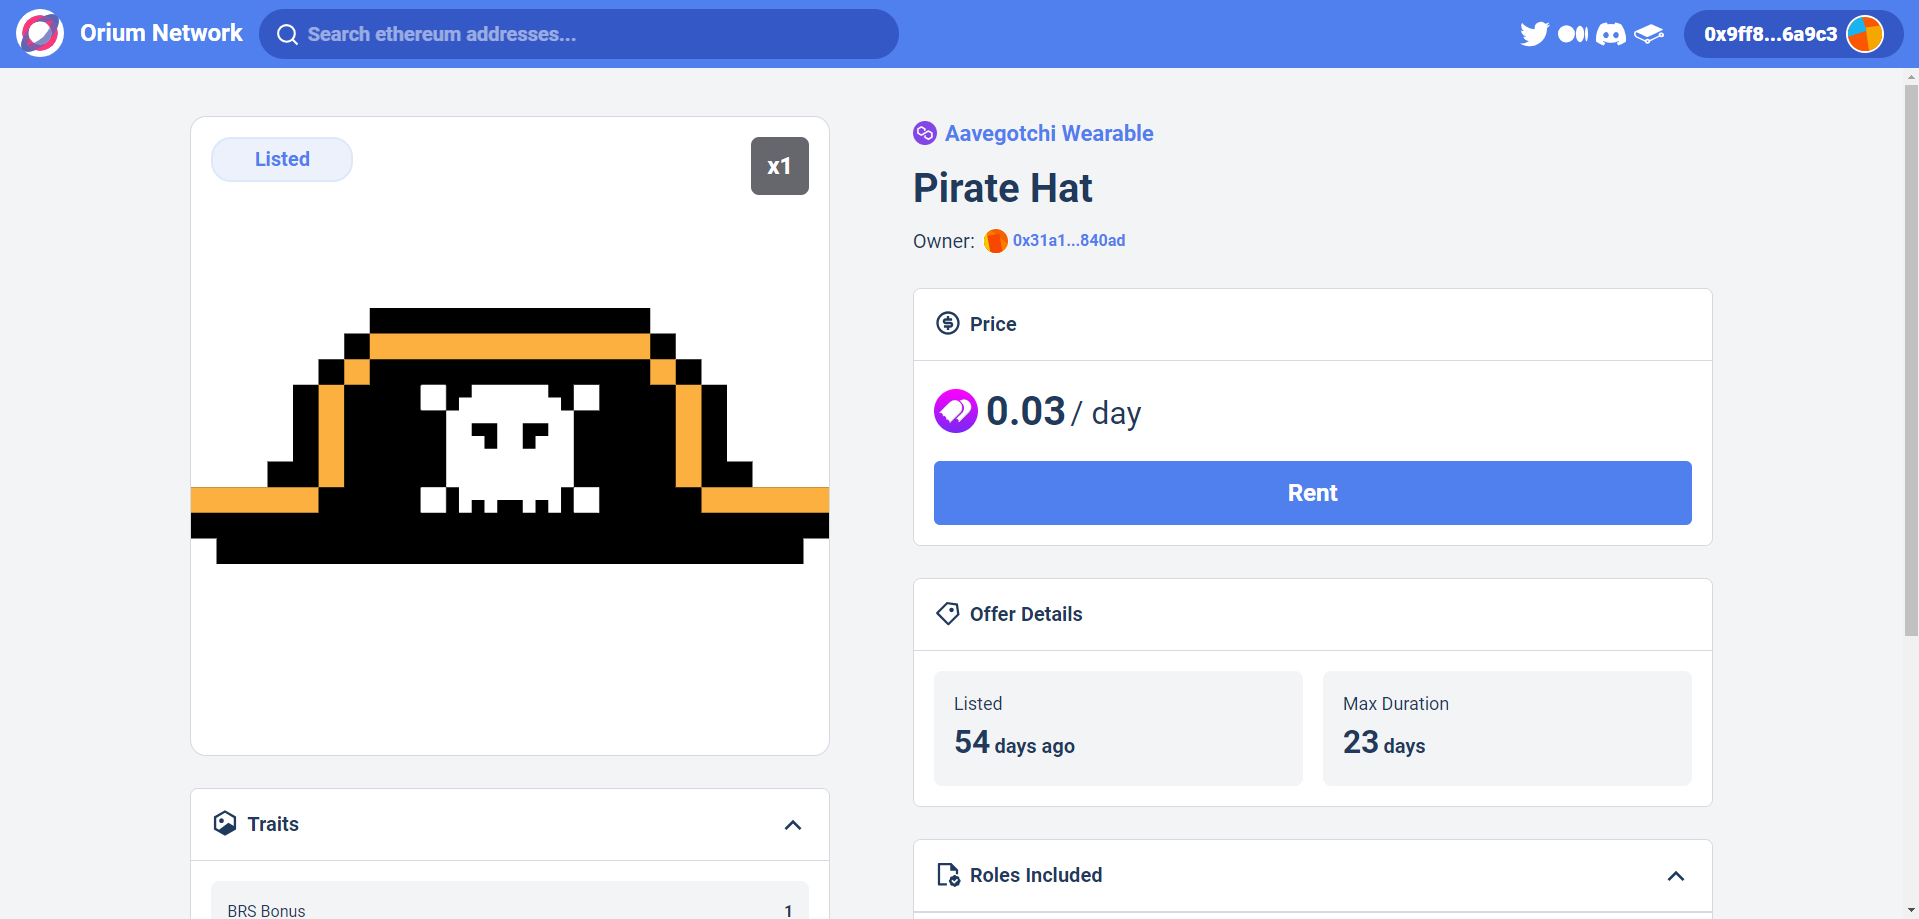 Orium Network
Search ethereum addresses...
0x9ff8...6a9c3
Listed
x1
Aavegotchi Wearable
Pirate Hat
Owner: 0x31a1...840ad
Price
0.03 / day
Rent
Offer Details
Listed
54 days ago
Max Duration
23 days
Traits
BRS Bonus 1
Roles Included